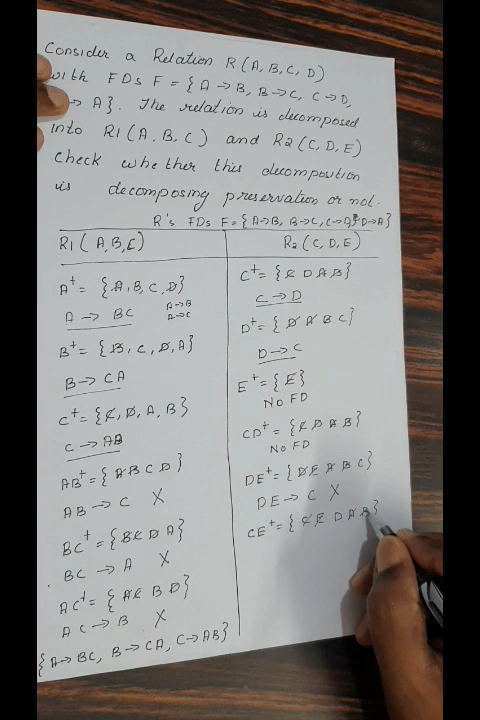 Consider a Relation R (A, B, C, D)
with FDs F = { A → B, B → C, C → D,
→ A}. The relation is decomposed
into R1 (A, B, C) and R2 (C, D, E)
check whether this decomposition
is decomposing preservation or not.
R's FDs F = {A→B, B→C, C→D, D→A}
R1 ( A, B, C) R2 ( C, D, E)
A⁺ = {A, B, C, D}
A → BC
A→B
A→C
B⁺ = {B, C, D, A}
B → CA
C⁺ = {C, D, A, B}
C → AB
AB⁺ = {A B C D}
AB → C X
BC⁺ = {B C D A}
BC → A X
AC⁺ = {A C B D}
AC → B X
{A → BC, B → CA, C → AB}
C⁺ = {C D A B}
C → D
D⁺ = {D A B C}
D → C
E⁺ = {E}
NO FD
CD⁺ = {C D A B}
NO FD
DE⁺ = {D E A B C}
DE → C X
CE⁺ = {C E D A B}